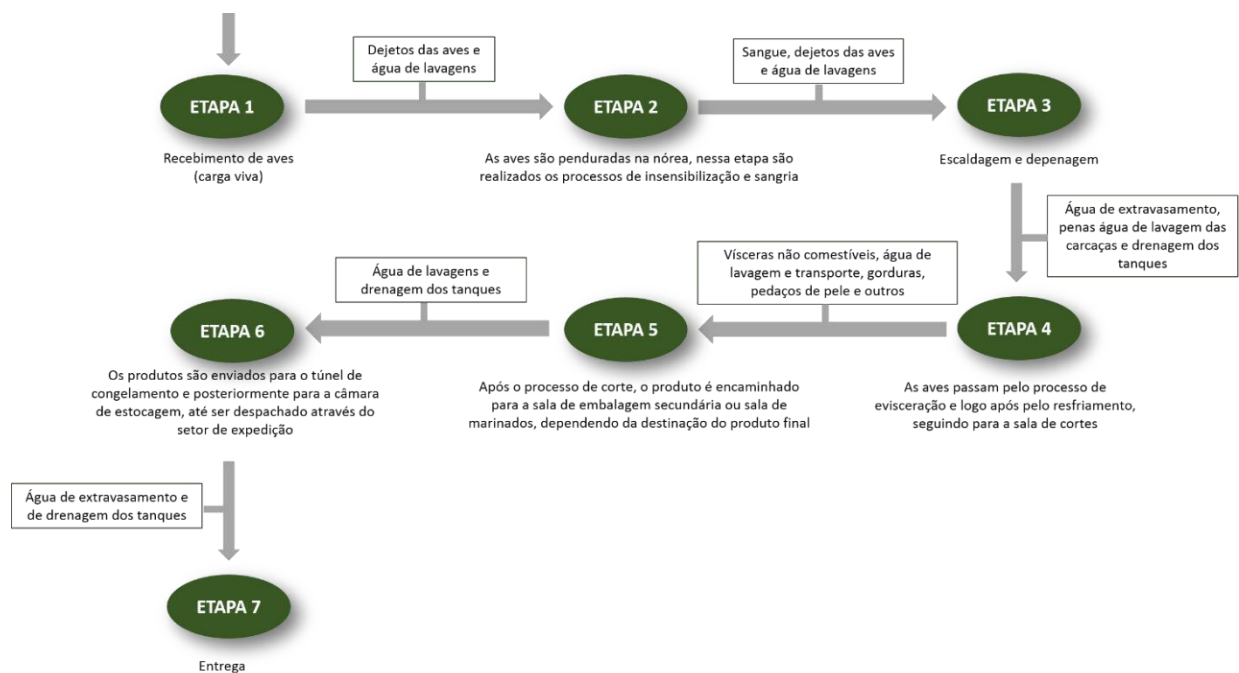 ETAPA 1
Recebimento de aves
(carga viva)
Dejetos das aves e
água de lavagens
ETAPA 2
As aves são penduradas na nórea, nessa etapa são
realizados os processos de insensibilização e sangria
Sangue, dejetos das aves
e água de lavagens
ETAPA 3
Escaldagem e depenagem
Água de extravasamento,
penas água de lavagem das
carcaças e drenagem dos
tanques
ETAPA 4
As aves passam pelo processo de
evisceração e logo após pelo resfriamento,
seguindo para a sala de cortes
Vísceras não comestíveis, água de
lavagem e transporte, gorduras,
pedaços de pele e outros
ETAPA 5
Após o processo de corte, o produto é encaminhado
para a sala de embalagem secundária ou sala de
marinados, dependendo da destinação do produto final
Água de lavagens e
drenagem dos tanques
ETAPA 6
Os produtos são enviados para o túnel de
congelamento e posteriormente para a câmara
de estocagem, até ser despachado através do
setor de expedição
Água de extravasamento e
de drenagem dos tanques
ETAPA 7
Entrega